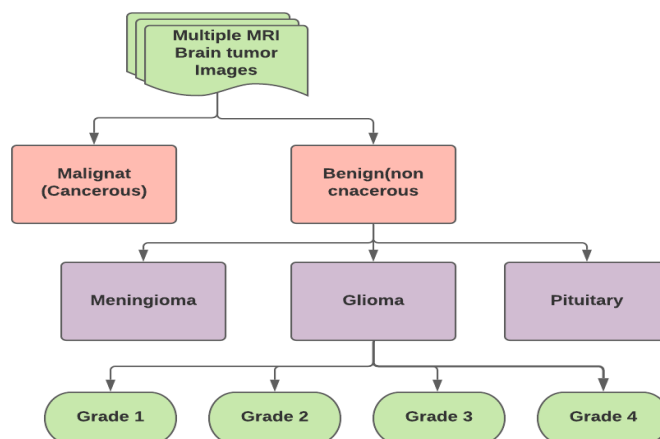 Multiple MRI
Brain tumor
Images
Malignat
(Cancerous)
Benign(non
cnacerous
Meningioma
Glioma
Pituitary
Grade 1
Grade 2
Grade 3
Grade 4